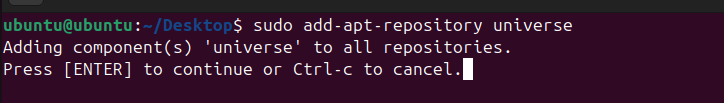 ubuntu@ubuntu:~/Desktop$ sudo add-apt-repository universe
Adding component(s) 'universe' to all repositories.
Press [ENTER] to continue or Ctrl-c to cancel.